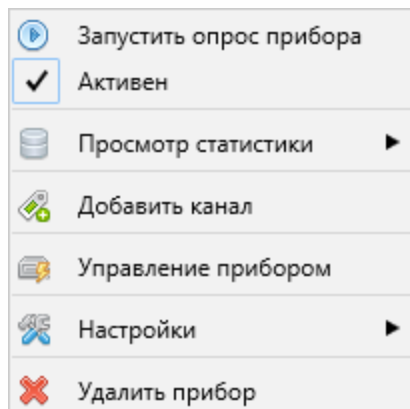 Запустить опрос прибора
Активен
Просмотр статистики
Добавить канал
Управление прибором
Настройки
Удалить прибор